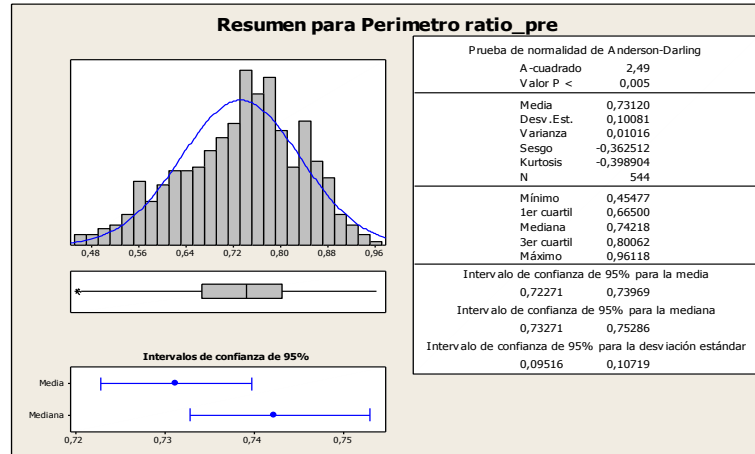 Resumen para Perimetro ratio_pre
0,48 0,56 0,64 0,72 0,80 0,88 0,96
Intervalos de confianza de 95%
Media
Mediana
0,72 0,73 0,74 0,75
Prueba de normalidad de Anderson-Darling
A-cuadrado 2,49
Valor P < 0,005
Media 0,73120
Desv.Est. 0,10081
Varianza 0,01016
Sesgo -0,362512
Kurtosis -0,398904
N 544
Mínimo 0,45477
1er cuartil 0,66500
Mediana 0,74218
3er cuartil 0,80062
Máximo 0,96118
Intervalo de confianza de 95% para la media
0,72271 0,73969
Intervalo de confianza de 95% para la mediana
0,73271 0,75286
Intervalo de confianza de 95% para la desviación estándar
0,09516 0,10719